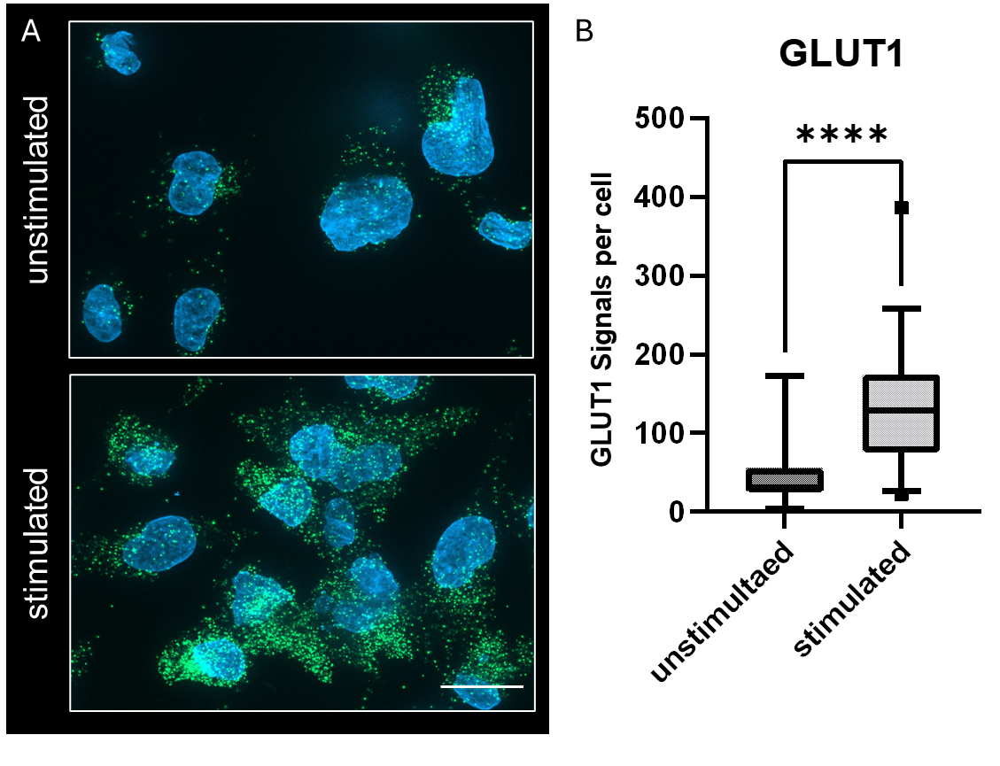 A
unstimulated
stimulated
B
GLUT1
****
GLUT1 Signals per cell
500
400
300
200
100
0
unstimultaed
stimulated